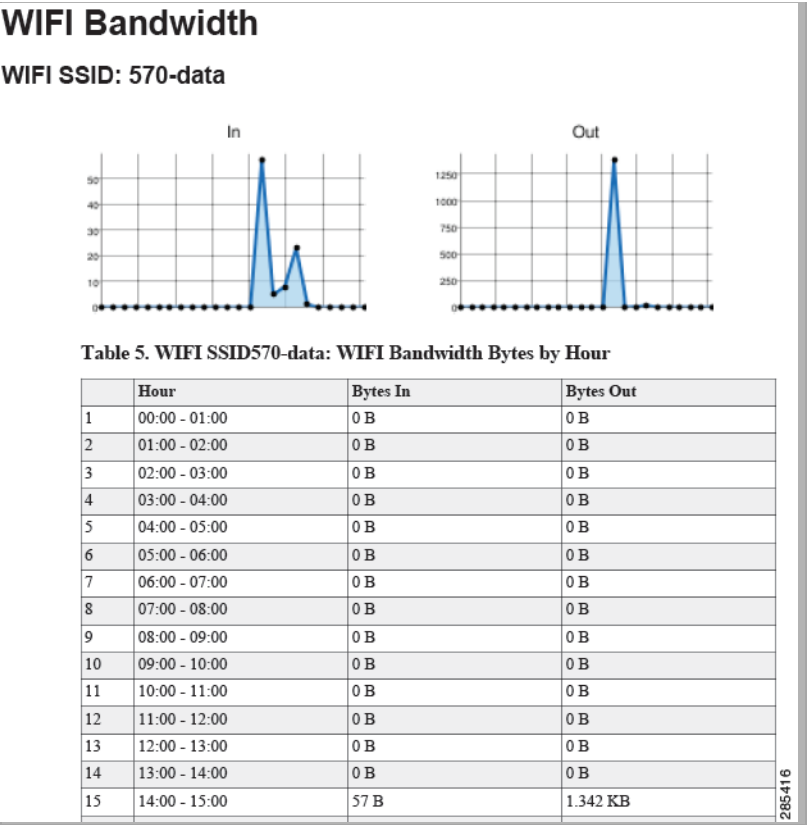 WIFI Bandwidth
WIFI SSID: 570-data
In
Out
50
40
30
20
10
0
1250
1000
750
500
250
0
Table 5. WIFI SSID570-data: WIFI Bandwidth Bytes by Hour
Hour Bytes In Bytes Out
1 00:00 - 01:00 0 B 0 B
2 01:00 - 02:00 0 B 0 B
3 02:00 - 03:00 0 B 0 B
4 03:00 - 04:00 0 B 0 B
5 04:00 - 05:00 0 B 0 B
6 05:00 - 06:00 0 B 0 B
7 06:00 - 07:00 0 B 0 B
8 07:00 - 08:00 0 B 0 B
9 08:00 - 09:00 0 B 0 B
10 09:00 - 10:00 0 B 0 B
11 10:00 - 11:00 0 B 0 B
12 11:00 - 12:00 0 B 0 B
13 12:00 - 13:00 0 B 0 B
14 13:00 - 14:00 0 B 0 B
15 14:00 - 15:00 57 B 1.342 KB
285416